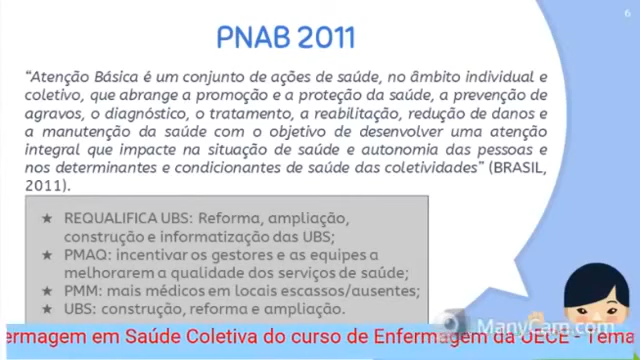 6
PNAB 2011
“Atenção Básica é um conjunto de ações de saúde, no âmbito individual e
coletivo, que abrange a promoção e a proteção da saúde, a prevenção de
agravos, o diagnóstico, o tratamento, a reabilitação, redução de danos e
a manutenção da saúde com o objetivo de desenvolver uma atenção
integral que impacte na situação de saúde e autonomia das pessoas e
nos determinantes e condicionantes de saúde das coletividades” (BRASIL,
2011).
★ REQUALIFICA UBS: Reforma, ampliação,
construção e informatização das UBS;
★ PMAQ: incentivar os gestores e as equipes a
melhorarem a qualidade dos serviços de saúde;
★ PMM: mais médicos em locais escassos/ausentes;
★ UBS: construção, reforma e ampliação.
ManyCam.com
fermagem em Saúde Coletiva do curso de Enfermagem da UECE - Tema